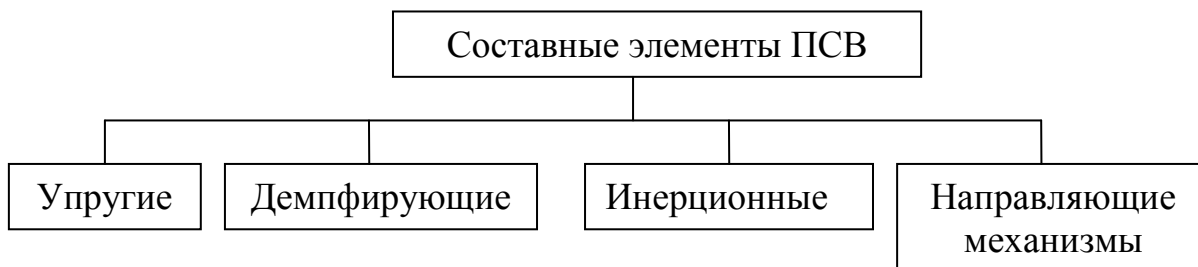 Составные элементы ПСВ
Упругие
Демпфирующие
Инерционные
Направляющие
механизмы